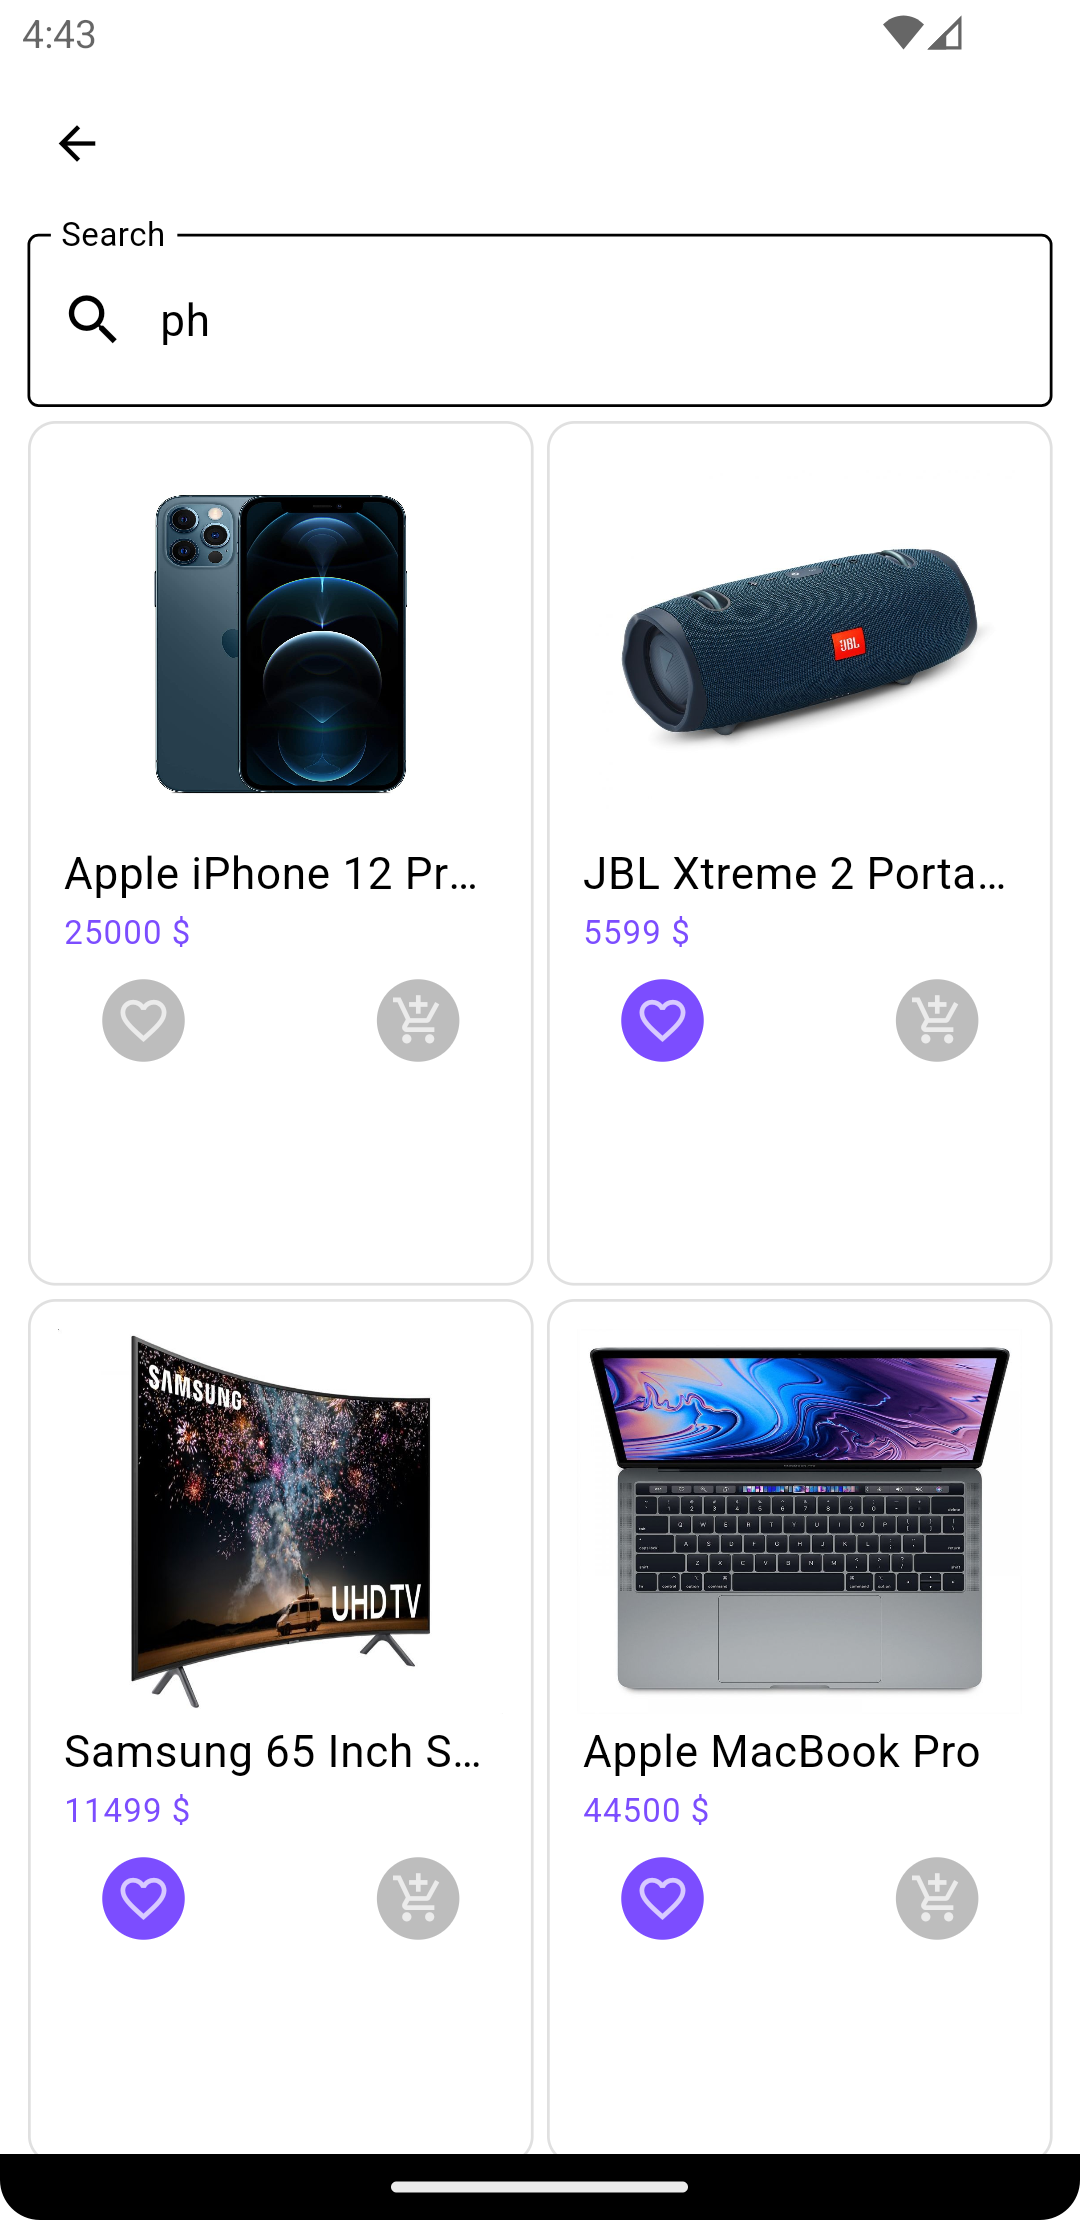 4:43
Search
ph
JBL
Apple iPhone 12 Pr...
25000 $
JBL Xtreme 2 Porta...
5599 $
SAMSUNG
UHD TV
Samsung 65 Inch S...
11499 $
Apple MacBook Pro
44500 $